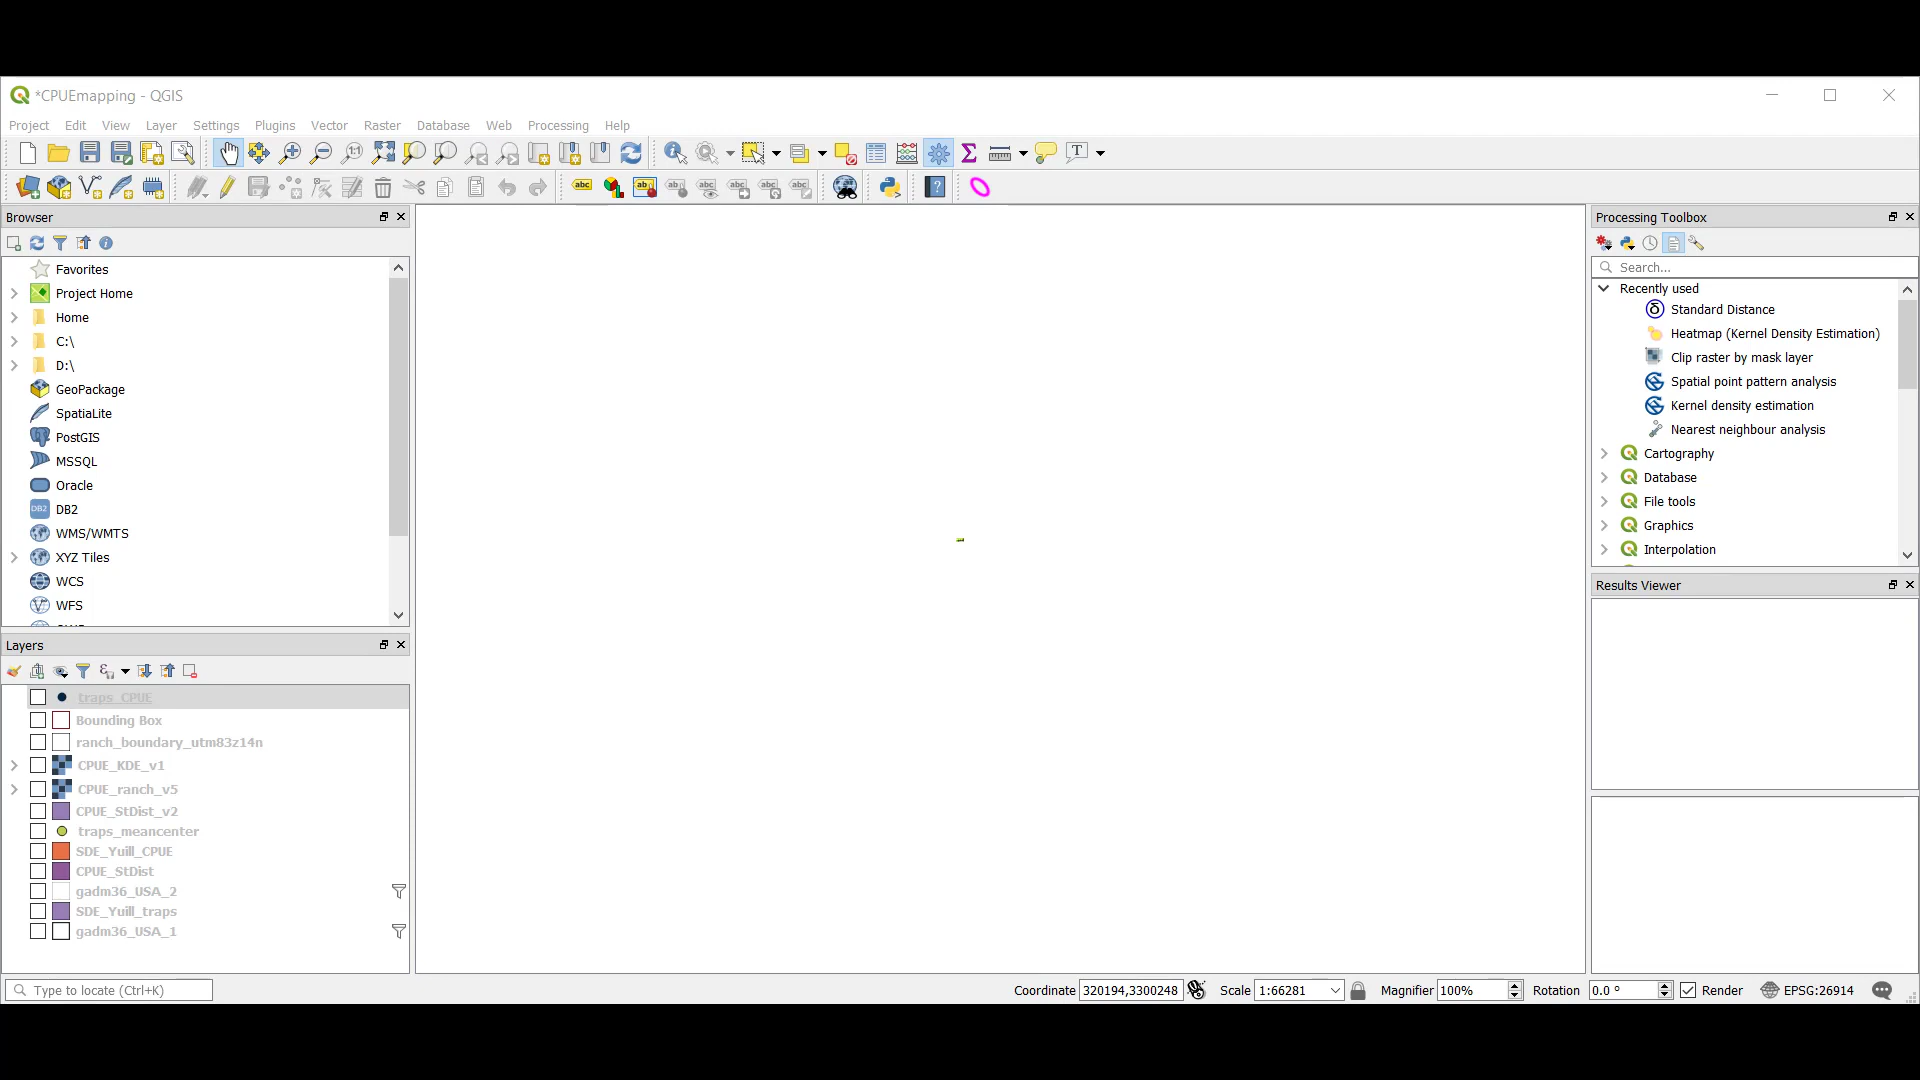 *CPUEmapping - QGIS
Project Edit View Layer Settings Plugins Vector Raster Database Web Processing Help
Browser
Favorites
Project Home
Home
C:\
D:\
GeoPackage
SpatiaLite
PostGIS
MSSQL
Oracle
DB2
WMS/WMTS
XYZ Tiles
WCS
WFS
Layers
traps_CPUE
Bounding Box
ranch_boundary_utm83z14n
CPUE_KDE_v1
CPUE_ranch_v5
CPUE_StDist_v2
traps_meancenter
SDE_Yuill_CPUE
CPUE_StDist
gadm36_USA_2
SDE_Yuill_traps
gadm36_USA_1
Processing Toolbox
Search...
Recently used
Standard Distance
Heatmap (Kernel Density Estimation)
Clip raster by mask layer
Spatial point pattern analysis
Kernel density estimation
Nearest neighbour analysis
Cartography
Database
File tools
Graphics
Interpolation
Results Viewer
Type to locate (Ctrl+K) Coordinate 320194,3300248 Scale 1:66281 Magnifier 100% Rotation 0.0 ° Render EPSG:26914